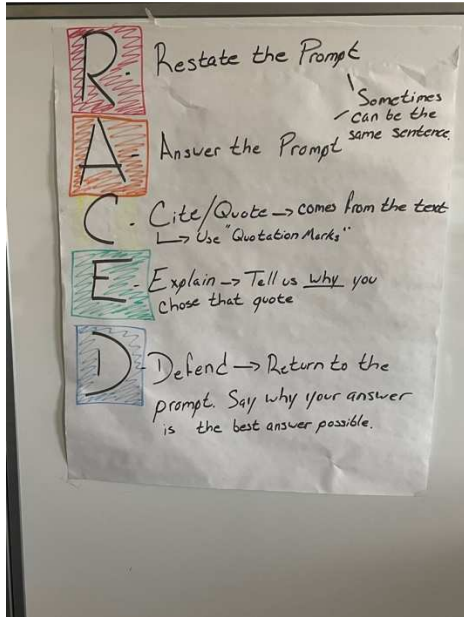 R- Restate the Prompt
Sometimes
can be the
same sentence.
A- Answer the Prompt
C- Cite/Quote → comes from the text
↳ Use "Quotation Marks"
E- Explain → Tell us why you
chose that quote
D- Defend → Return to the
prompt. Say why your answer
is the best answer possible.